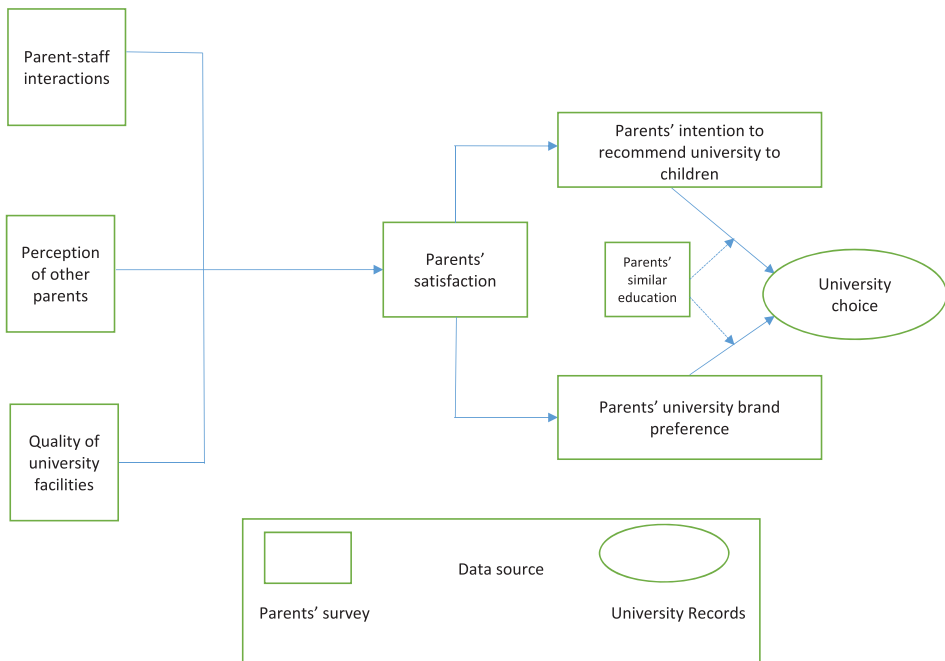 Parent-staff
interactions
Perception
of other
parents
Quality of
university
facilities
Parents’
satisfaction
Parents’ intention to
recommend university to
children
Parents’
similar
education
University
choice
Parents’ university brand
preference
Data source
Parents’ survey
University Records